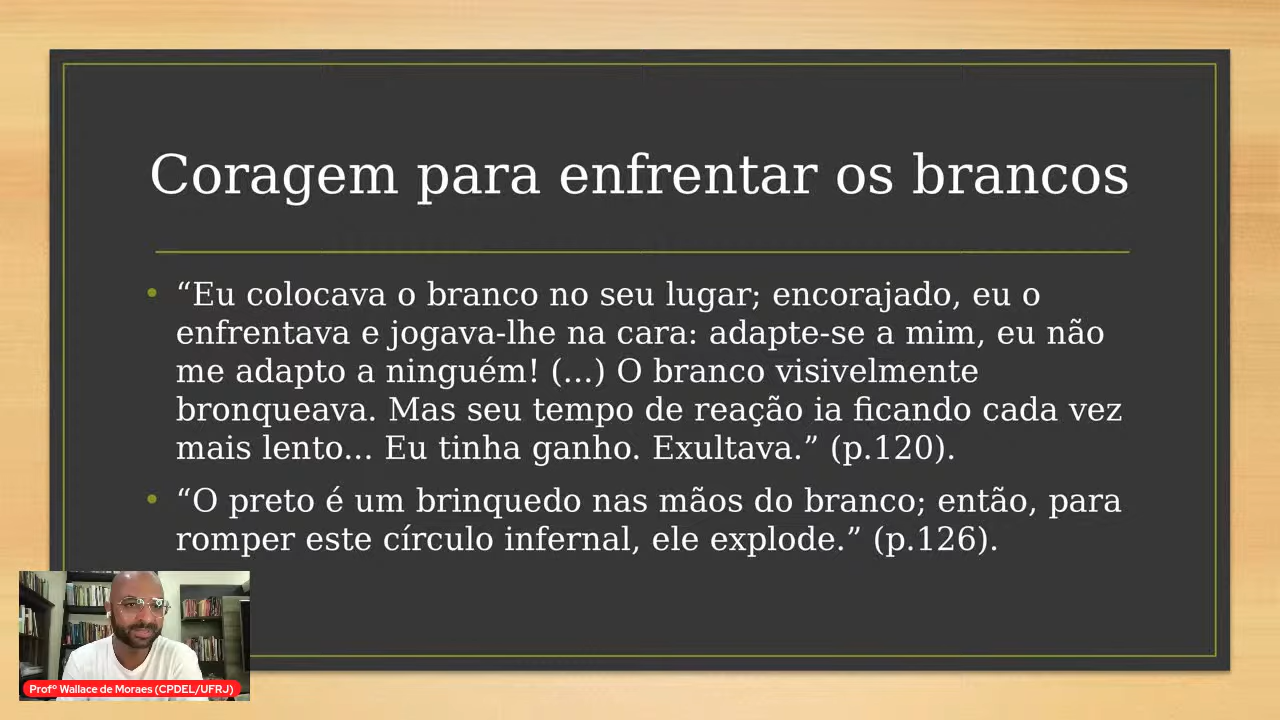 Coragem para enfrentar os brancos
• “Eu colocava o branco no seu lugar; encorajado, eu o
enfrentava e jogava-lhe na cara: adapte-se a mim, eu não
me adapto a ninguém! (...) O branco visivelmente
bronqueava. Mas seu tempo de reação ia ficando cada vez
mais lento... Eu tinha ganho. Exultava.” (p.120).
• “O preto é um brinquedo nas mãos do branco; então, para
romper este círculo infernal, ele explode.” (p.126).
Profº Wallace de Moraes (CPDEL/UFRJ)